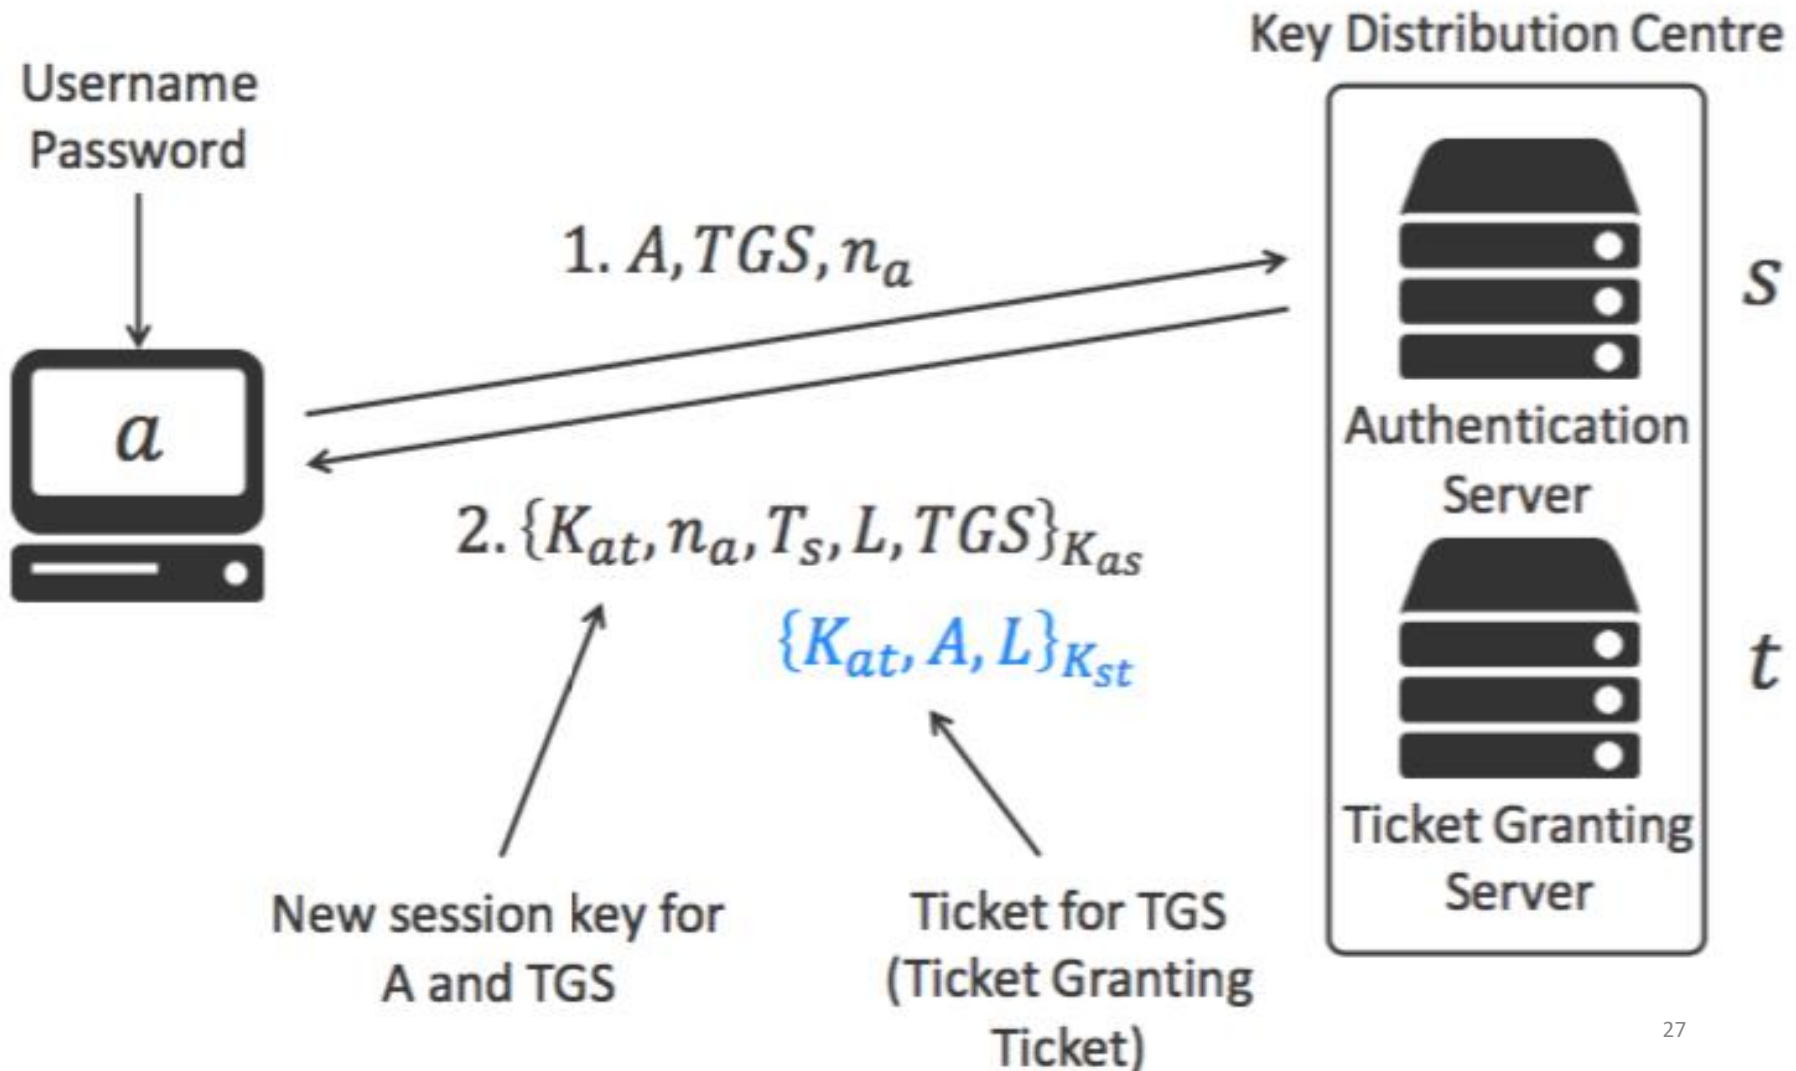 Key Distribution Centre
Username
Password
1. A, TGS, nₐ
s
a
Authentication
Server
2. {K_at, n_a, T_s, L, TGS}_K_as
{K_at, A, L}_K_st
t
Ticket Granting
Server
New session key for
A and TGS
Ticket for TGS
(Ticket Granting
Ticket)
27